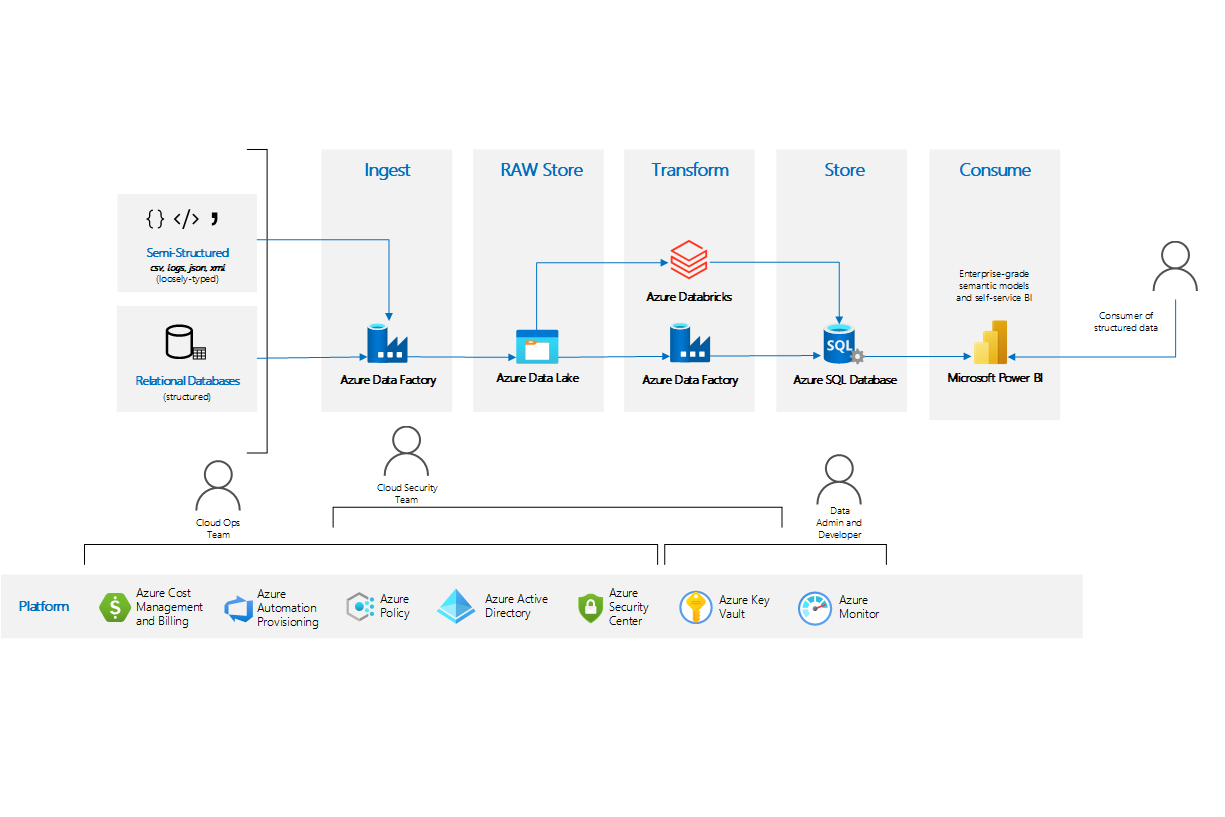 Ingest
RAW Store
Transform
Store
Consume
{} </> ,
Semi-Structured
csv, logs, json, xml
(loosely-typed)
Relational Databases
(structured)
Azure Data Factory
Azure Data Lake
Azure Databricks
Azure Data Factory
SQL
Azure SQL Database
Enterprise-grade
semantic models
and self-service BI
Microsoft Power BI
Consumer of
structured data
Cloud Ops
Team
Cloud Security
Team
Data
Admin and
Developer
Platform
$
Azure Cost
Management
and Billing
Azure
Automation
Provisioning
Azure
Policy
Azure Active
Directory
Azure
Security
Center
Azure Key
Vault
Azure
Monitor